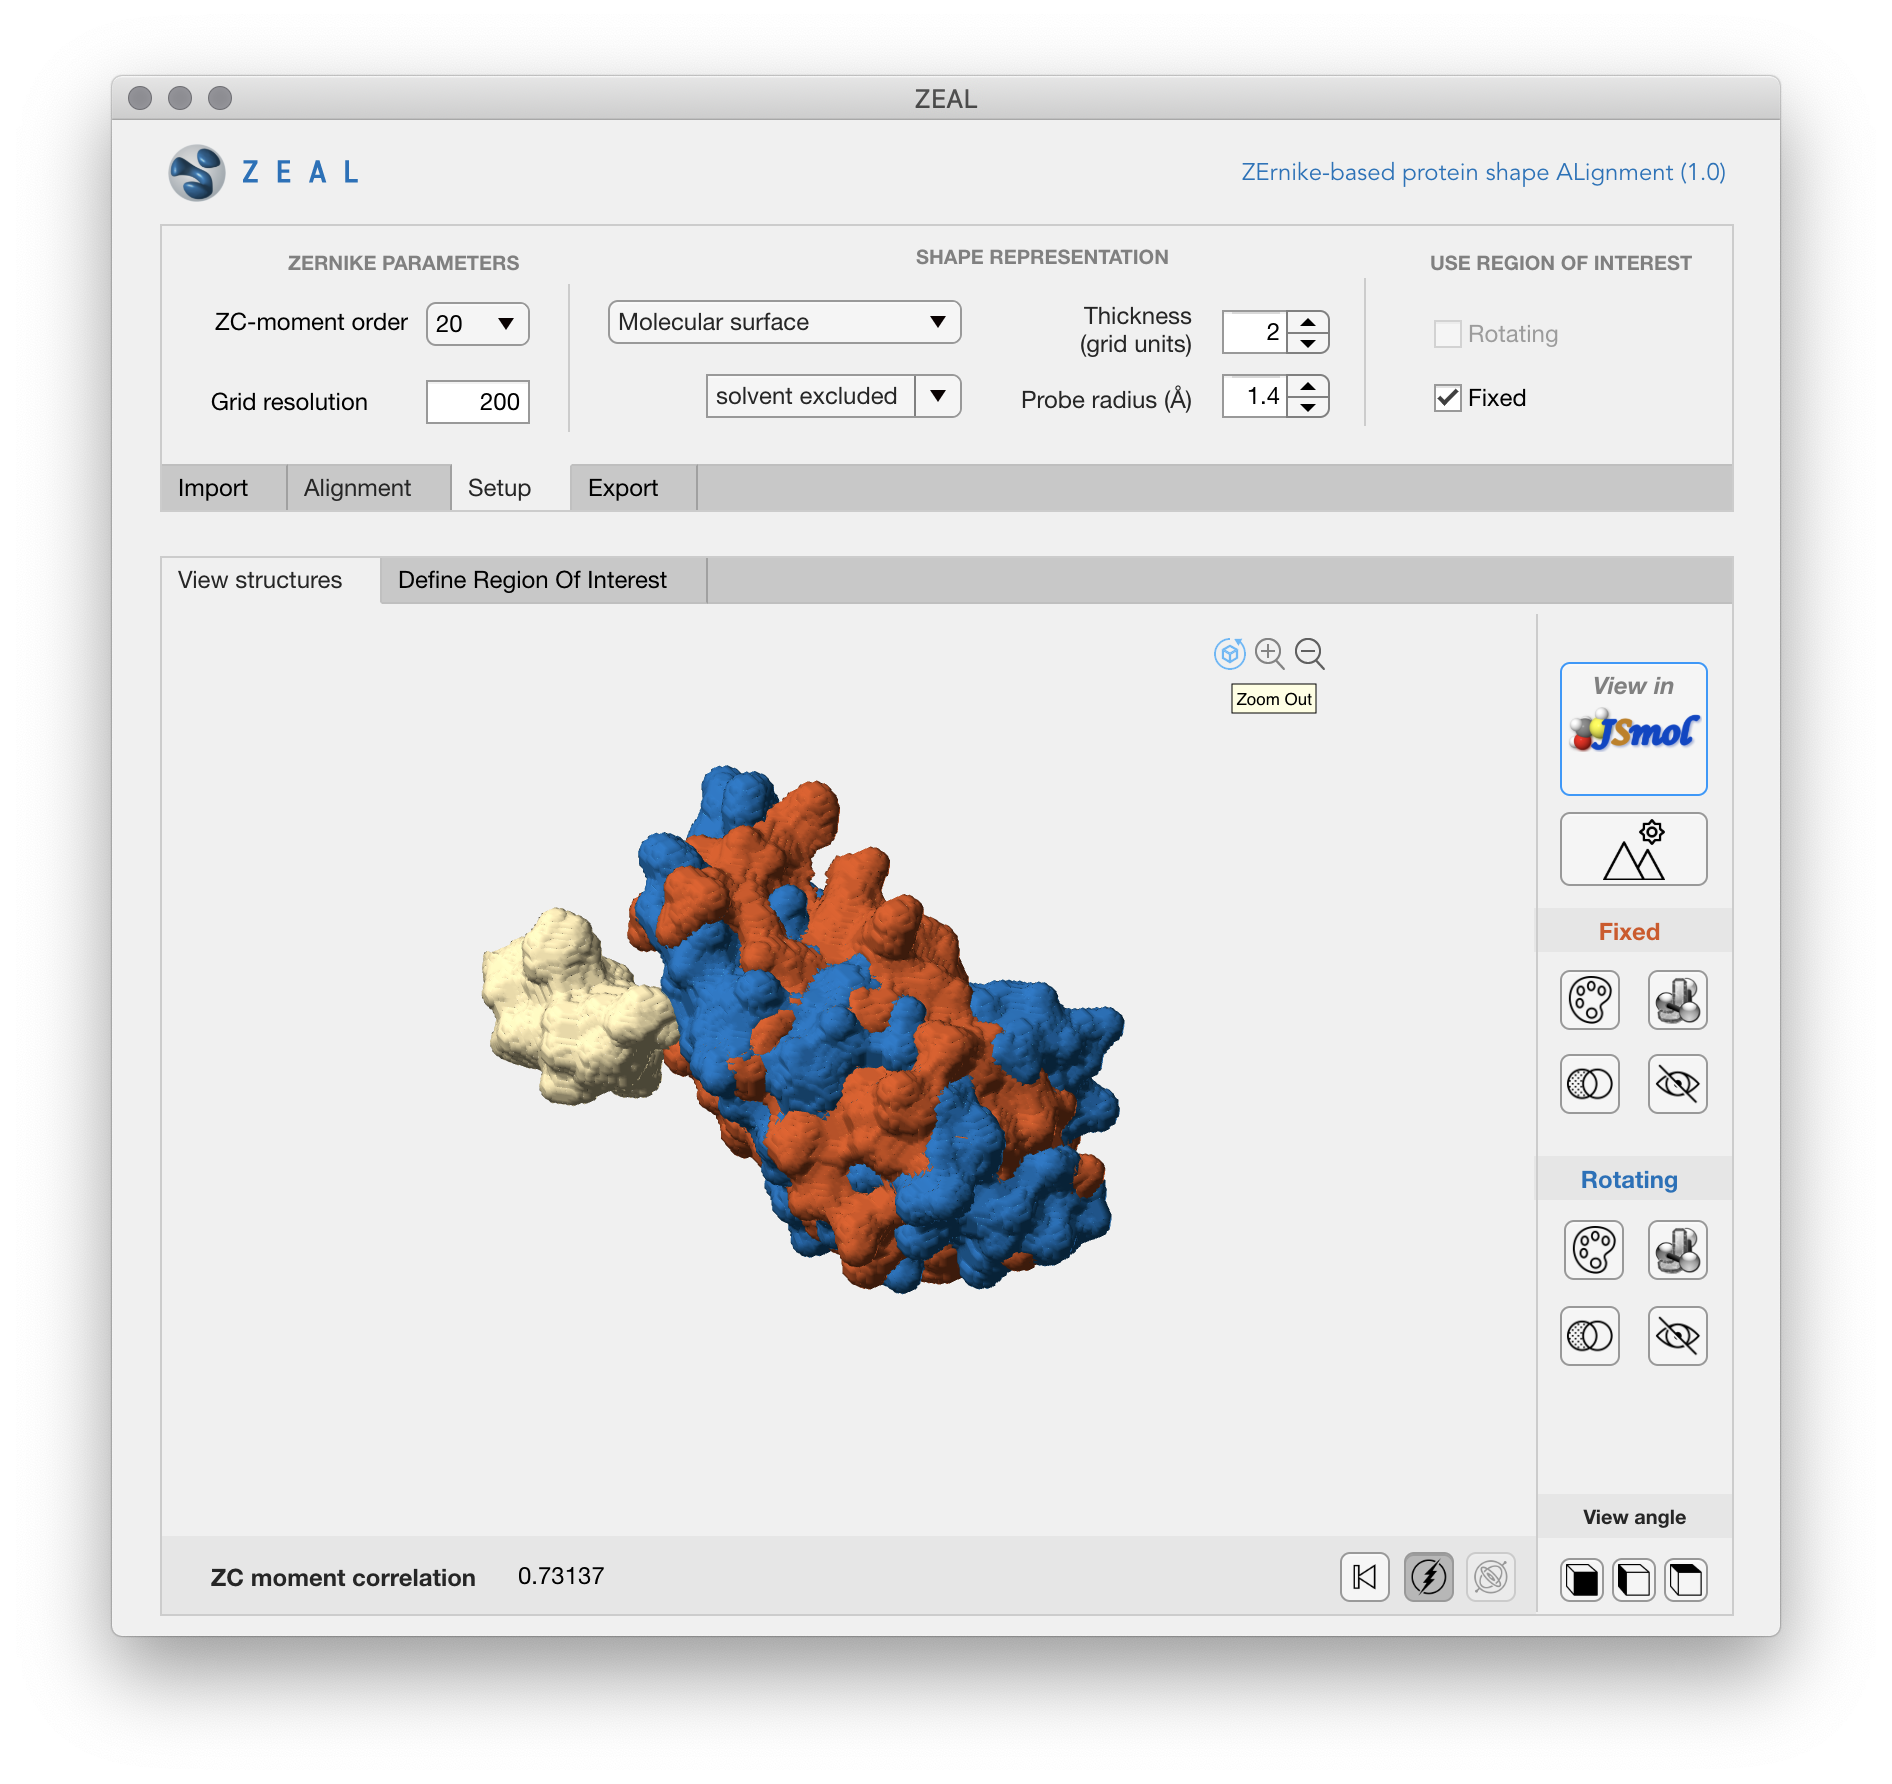 ZEAL
ZEAL
ZErnike-based protein shape ALignment (1.0)
ZERNIKE PARAMETERS
SHAPE REPRESENTATION
USE REGION OF INTEREST
ZC-moment order
20
Molecular surface
Thickness
(grid units)
2
Rotating
Grid resolution
200
solvent excluded
Probe radius (Å)
1.4
Fixed
Import
Alignment
Setup
Export
View structures
Define Region Of Interest
Zoom Out
View in
JSmol
Fixed
Rotating
View angle
ZC moment correlation
0.73137